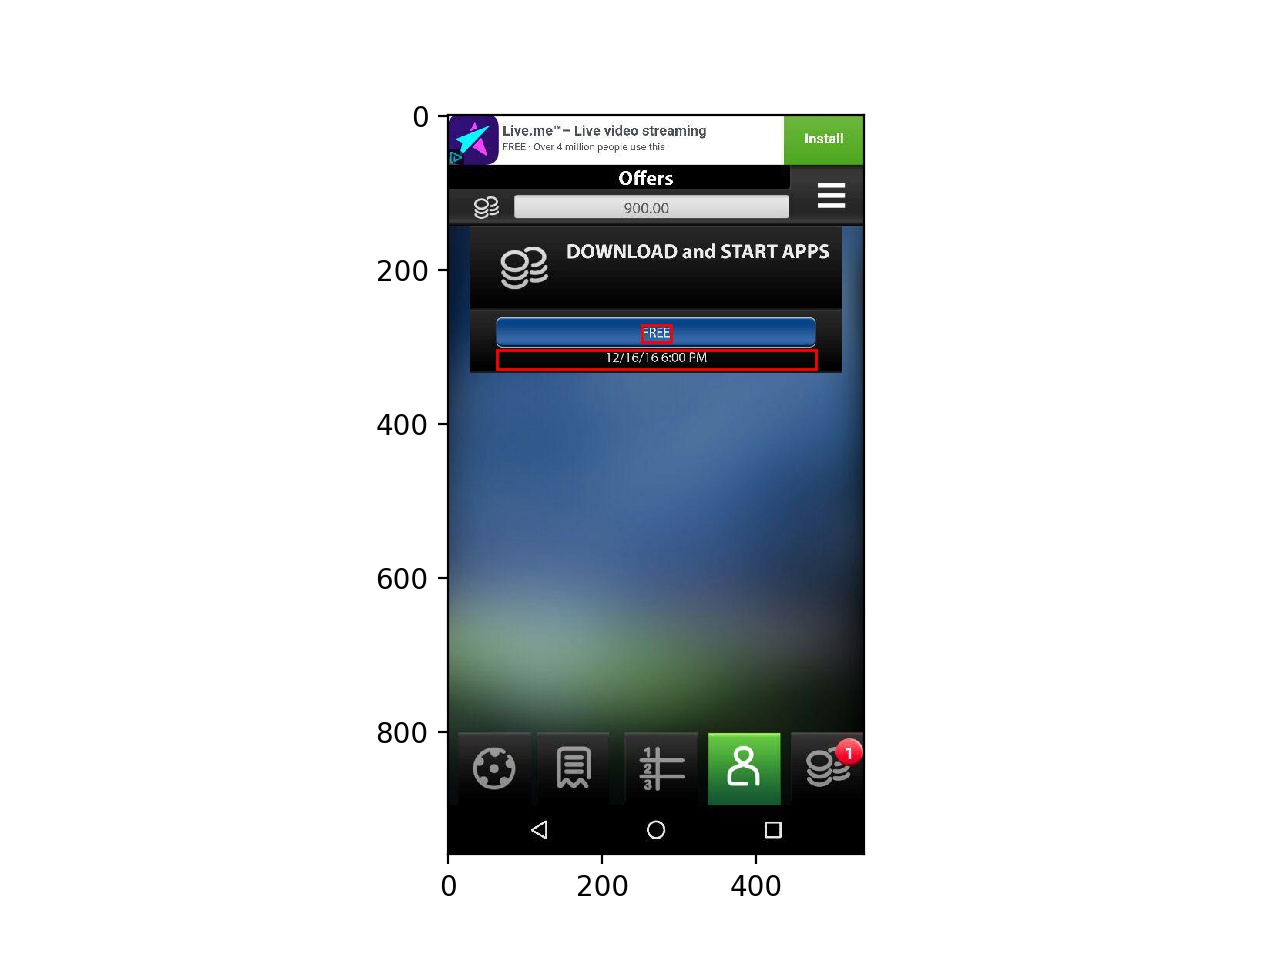 0
200
400
600
800
0
200
400
Live.me™– Live video streaming
FREE · Over 4 million people use this
Install
Offers
900.00
DOWNLOAD and START APPS
FREE
12/16/16 6:00 PM
1
2
3
1